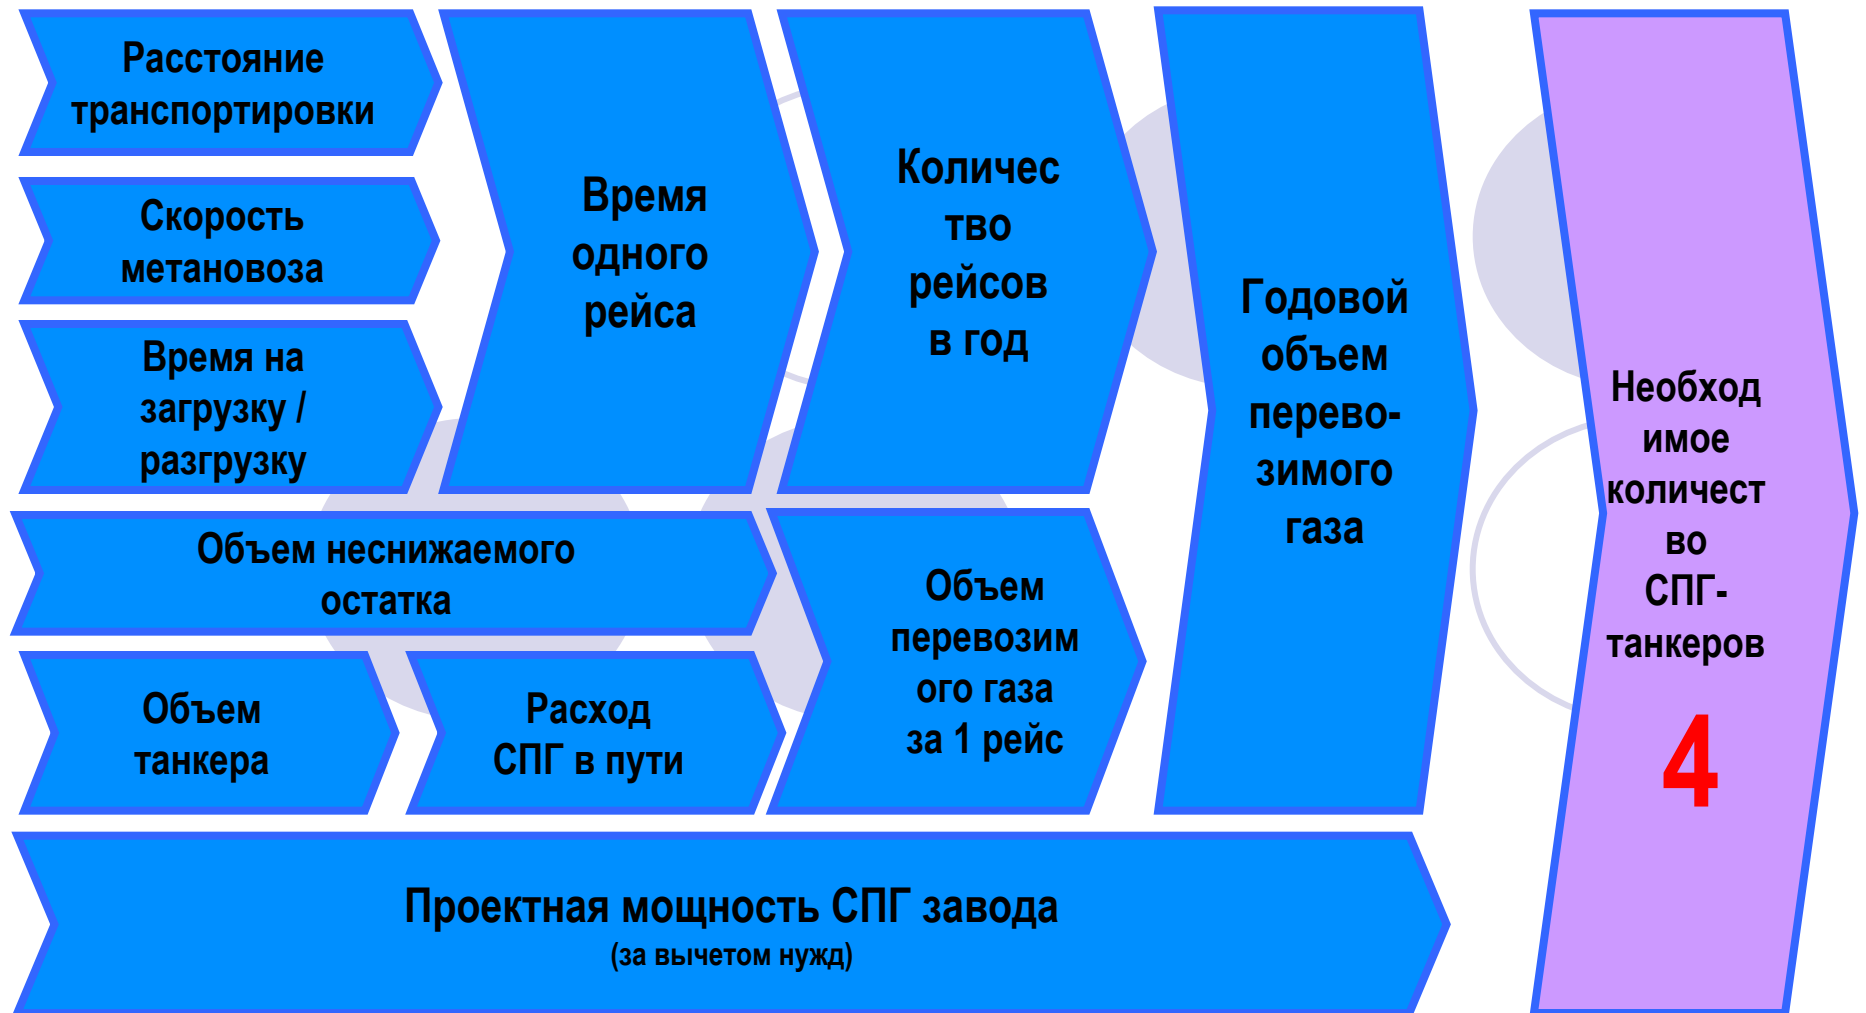 Расстояние
транспортировки
Скорость
метановоза
Время на
загрузку /
разгрузку
Время
одного
рейса
Количес
тво
рейсов
в год
Объем неснижаемого
остатка
Объем
танкера
Расход
СПГ в пути
Объем
перевозим
ого газа
за 1 рейс
Годовой
объем
перево-
зимого
газа
Проектная мощность СПГ завода
(за вычетом нужд)
Необход
имое
количест
во
СПГ-
танкеров
4